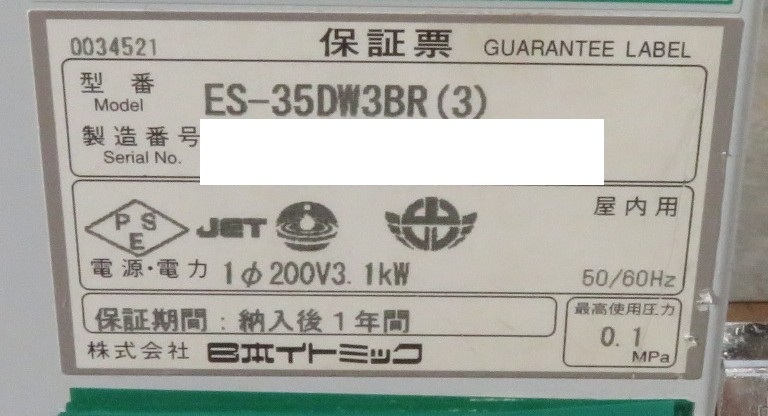 0034521 保証票 GUARANTEE LABEL
型番 ES-35DW3BR(3)
Model
製造番号
Serial No.
PSE JET 屋内用
電源・電力 1φ200V3.1kW 50/60Hz
保証期間：納入後1年間 最高使用圧力
株式会社 日本イトミック 0.1 MPa